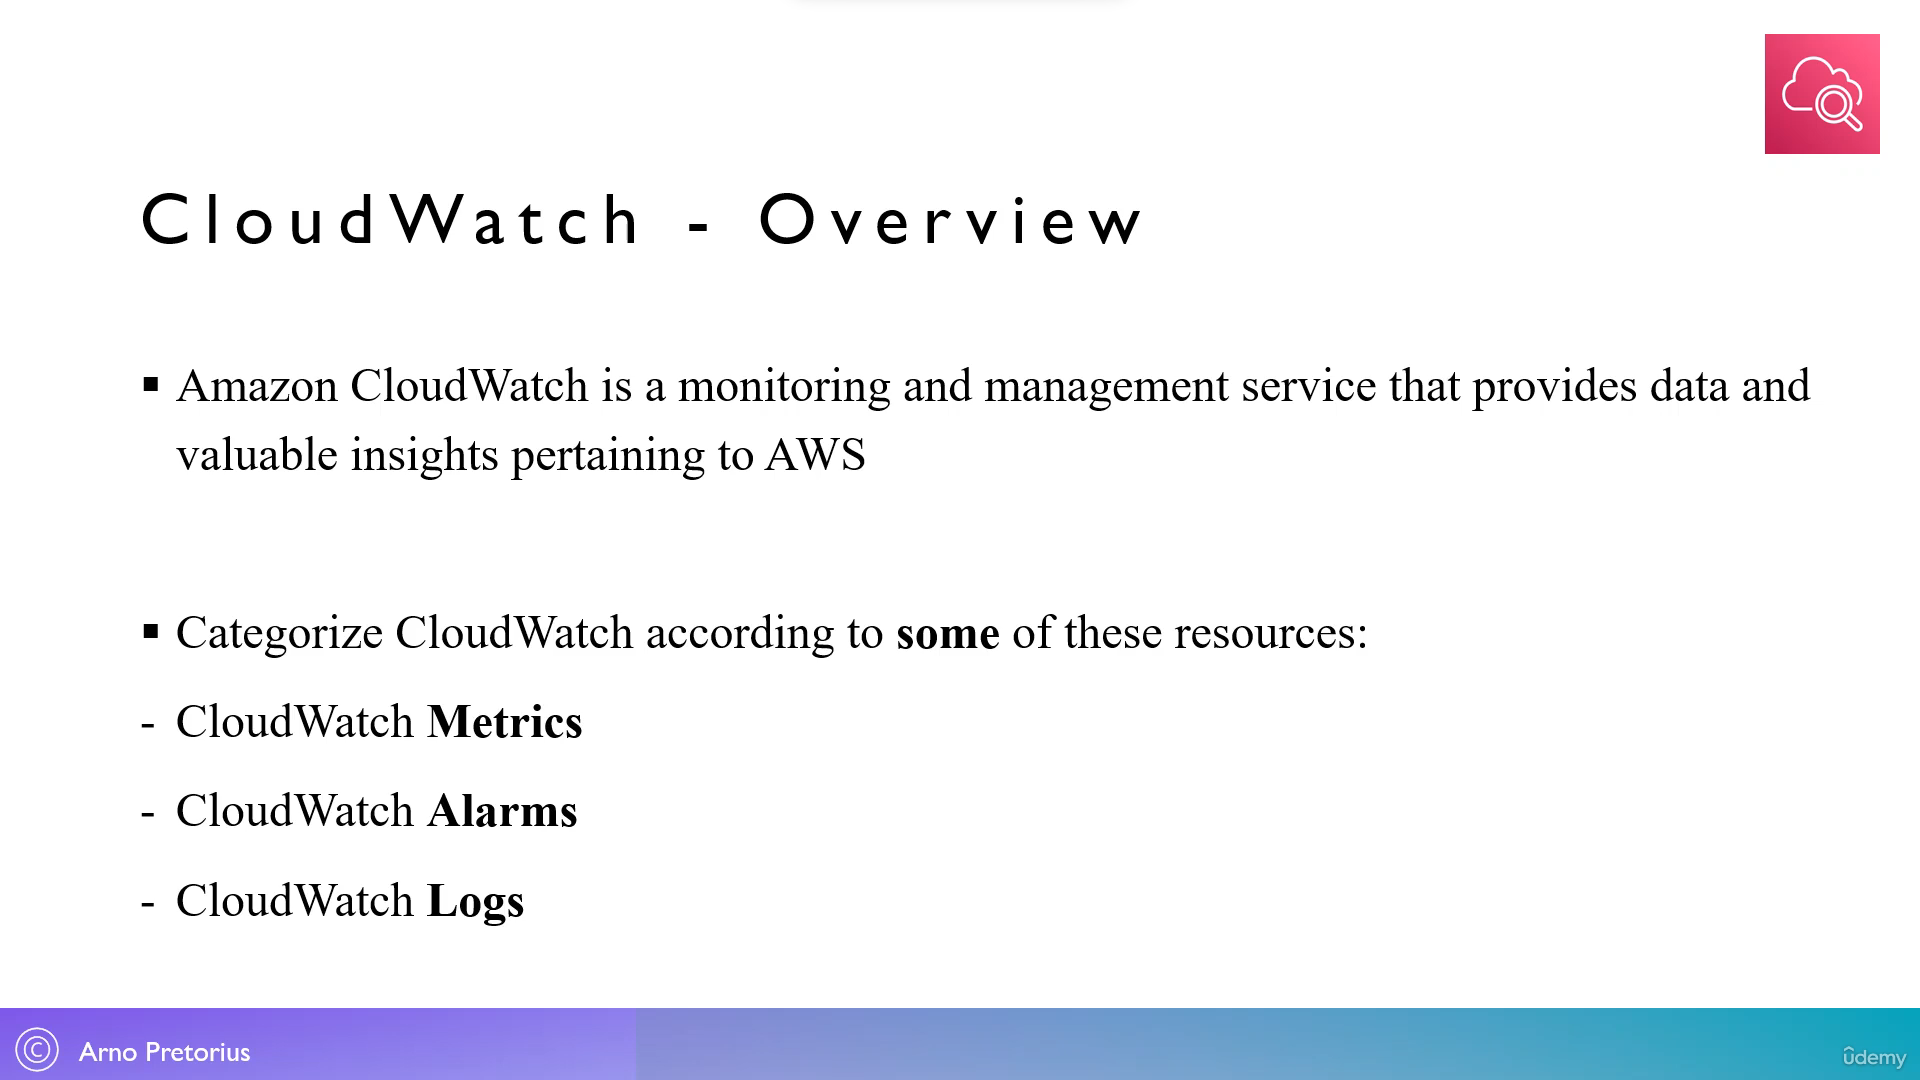 CloudWatch - Overview
▪ Amazon CloudWatch is a monitoring and management service that provides data and
valuable insights pertaining to AWS
▪ Categorize CloudWatch according to some of these resources:
- CloudWatch Metrics
- CloudWatch Alarms
- CloudWatch Logs
© Arno Pretorius
ûdemy